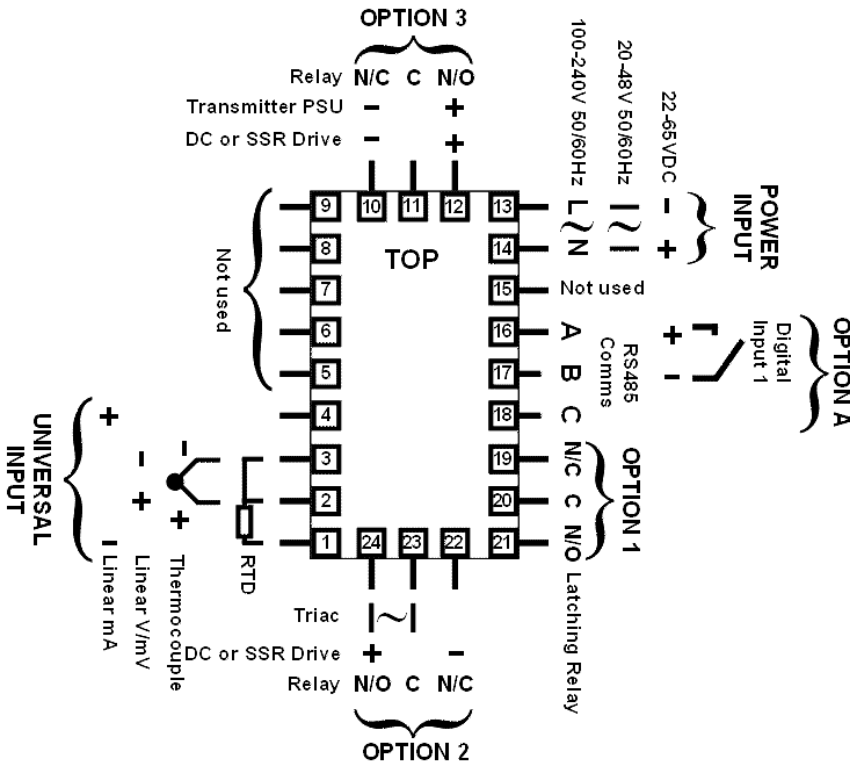 OPTION 3
Relay N/C C N/O
Transmitter PSU - +
DC or SSR Drive - +
100-240V 50/60Hz
20-48V 50/60Hz
22-65VDC
9 10 11 12 13 L | -
~ ~
8 TOP 14 N | +
POWER
INPUT
Not used
7 15 Not used
6 16 A +
5 17 B -
4 18 C
RS485
Comms
Digital
Input 1
OPTION A
3 19 N/C
2 20 C
1 24 23 22 21 N/O
OPTION 1
Latching Relay
UNIVERSAL
INPUT
+ - Linear mA
- + Linear V/mV
- + Thermocouple
RTD
Triac |~|
DC or SSR Drive + -
Relay N/O C N/C
OPTION 2